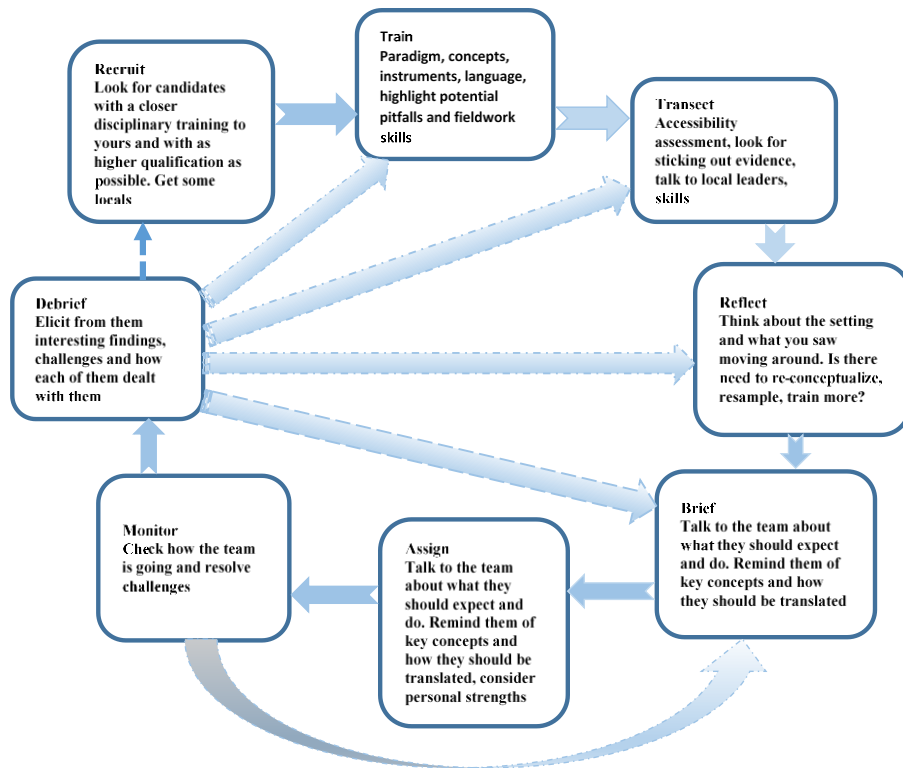 Recruit
Look for candidates
with a closer
disciplinary training to
yours and with as
higher qualification as
possible. Get some
locals
Train
Paradigm, concepts,
instruments, language,
highlight potential
pitfalls and fieldwork
skills
Transect
Accessibility
assessment, look for
sticking out evidence,
talk to local leaders,
skills
Reflect
Think about the setting
and what you saw
moving around. Is there
need to re-conceptualize,
resample, train more?
Brief
Talk to the team about
what they should expect
and do. Remind them of
key concepts and how
they should be translated
Assign
Talk to the team
about what they
should expect and
do. Remind them of
key concepts and
how they should be
translated, consider
personal strengths
Monitor
Check how the team
is going and resolve
challenges
Debrief
Elicit from them
interesting findings,
challenges and how
each of them dealt
with them